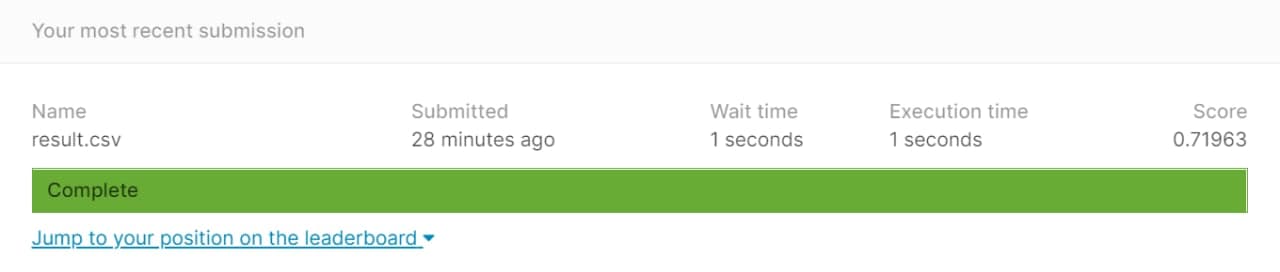 Your most recent submission
Name Submitted Wait time Execution time Score
result.csv 28 minutes ago 1 seconds 1 seconds 0.71963
Complete
Jump to your position on the leaderboard